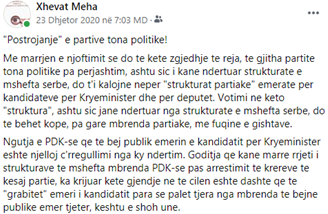 Xhevat Meha
23 Dhjetor 2020 në 7:03 MD ·
"Postrojanje" e partive tona politike!
Me marrjen e njoftimit se do te kete zgjedhje te reja, te gjitha partite
tona politike pa perjashtim, ashtu sic i kane ndertuar strukturate e
mshefta serbe, do t'i kalojne neper "strukturat partiake" emerate per
kandidateve per Kryeminister dhe per deputet. Votimi ne keto
"struktura", ashtu sic jane ndertuar nga strukturate e mshefta serbe, do
te behet kope, pa gare mbrenda partiake, me fuqine e gishtave.
Ngutja e PDK-se qe te bej publik emerin e kandidatit per Kryeminister
eshte njelloj c'rregullimi nga ky ndertim. Goditja qe kane marre rrjeti i
strukturave te mshefta mbrenda PDK-se pas arrestimit te krereve te
kesaj partie, ka krijuar kete gjendje ne te cilen eshte dashte qe te
"grabitet" emeri i kandidatit para se palet tjera nga mbrenda te bejne
publike emer tjeter, keshtu e shoh une.